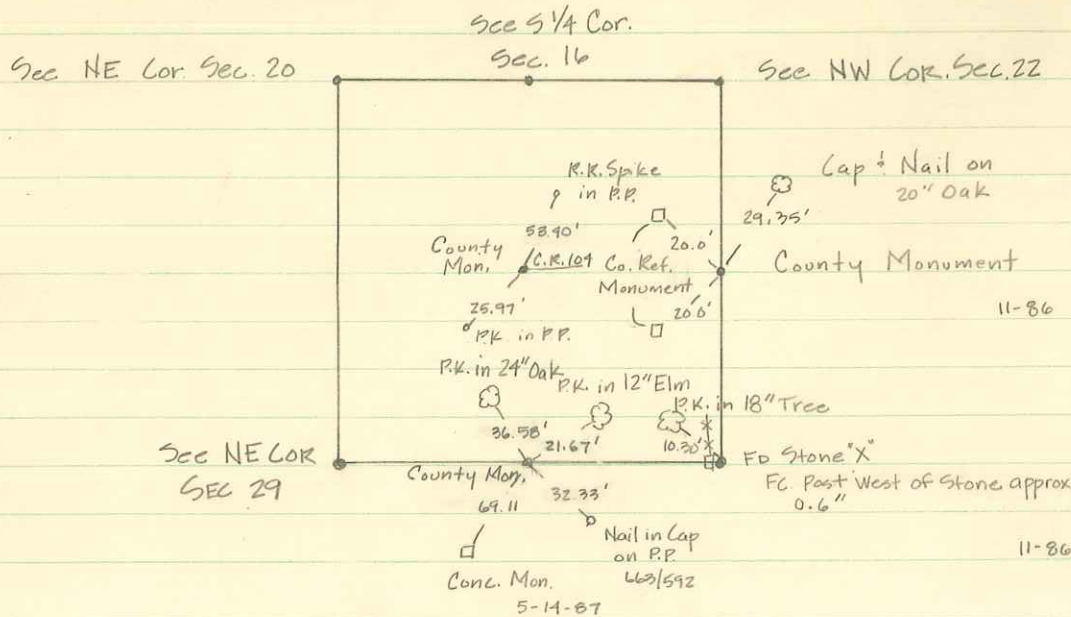 See S 1/4 Cor.
Sec. 16
See NE Cor. Sec. 20
See NW COR. Sec. 22
R.R. Spike
in P.P.
Cap & Nail on
20" Oak
29.35'
53.40'
20.0'
County
Mon.
C.R. 104
Co. Ref.
Monument
County Monument
25.97'
20.0'
11-86
P.K. in P.P.
P.K. in 24" Oak
P.K. in 12" Elm
P.K. in 18" Tree
36.58'
21.67'
10.30'
See NE COR
SEC 29
County Mon.
FD Stone "X"
Fc. Post West of Stone approx
0.6"
69.11
32.33'
Nail in Cap
on P.P.
663/592
11-86
Conc. Mon.
5-14-87